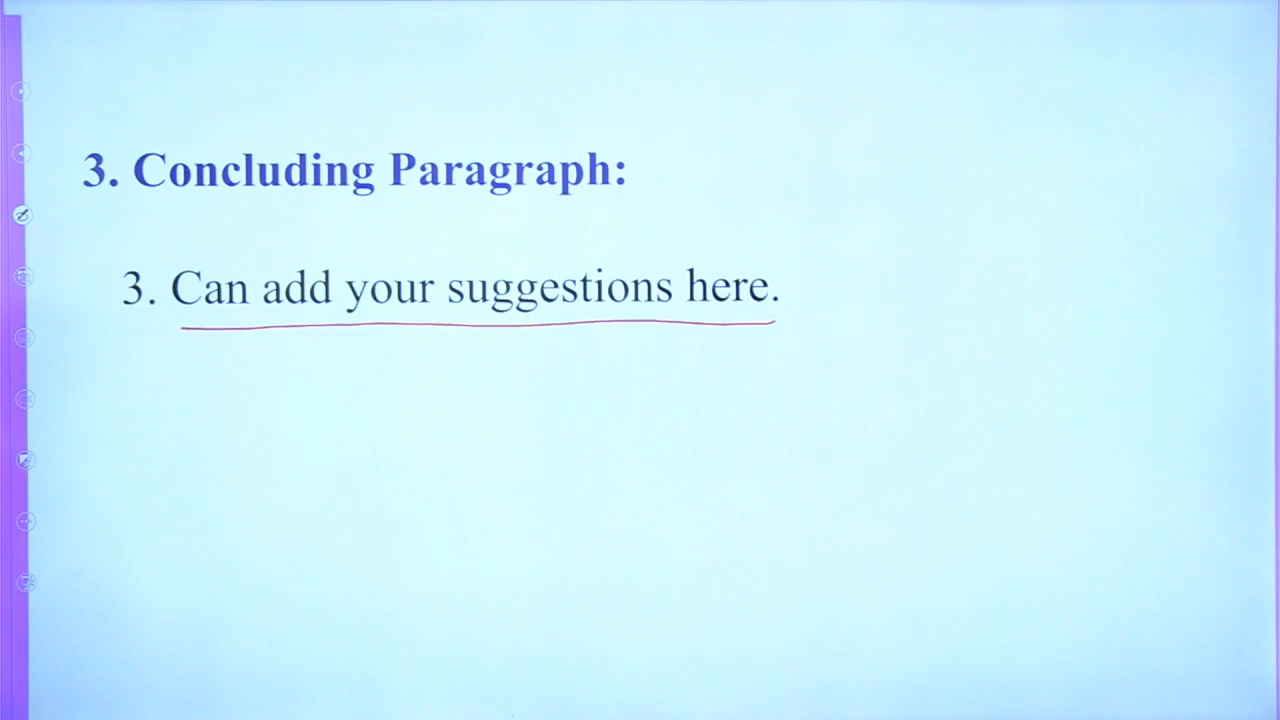 3. Concluding Paragraph:
3. Can add your suggestions here.